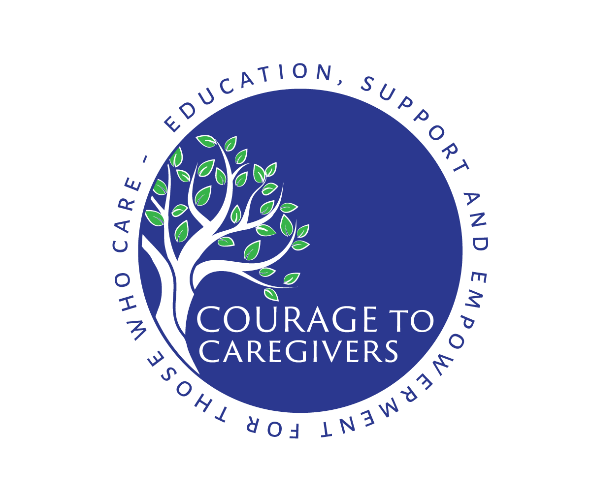 EDUCATION, SUPPORT AND EMPOWERMENT FOR THOSE WHO CARE -
COURAGE TO
CAREGIVERS